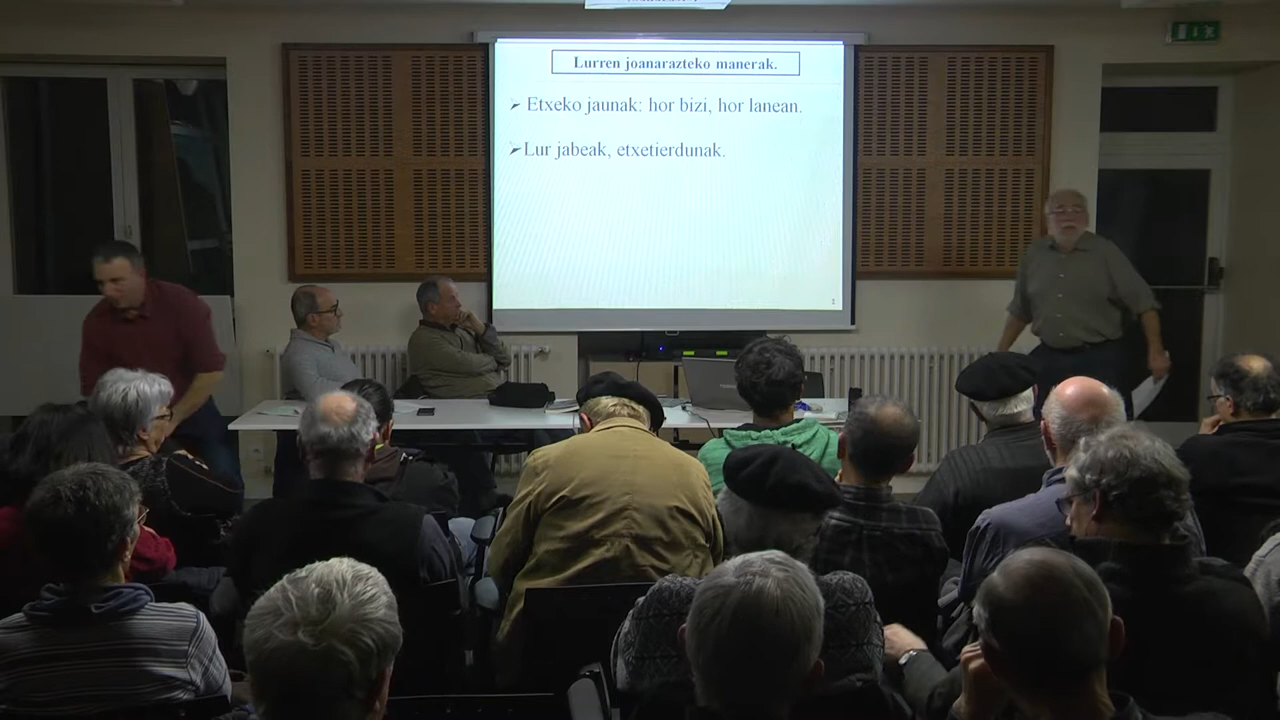 Lurren joanarazteko manerak.
➢ Etxeko jaunak: hor bizi, hor lanean.
➢ Lur jabeak, etxetierdunak.